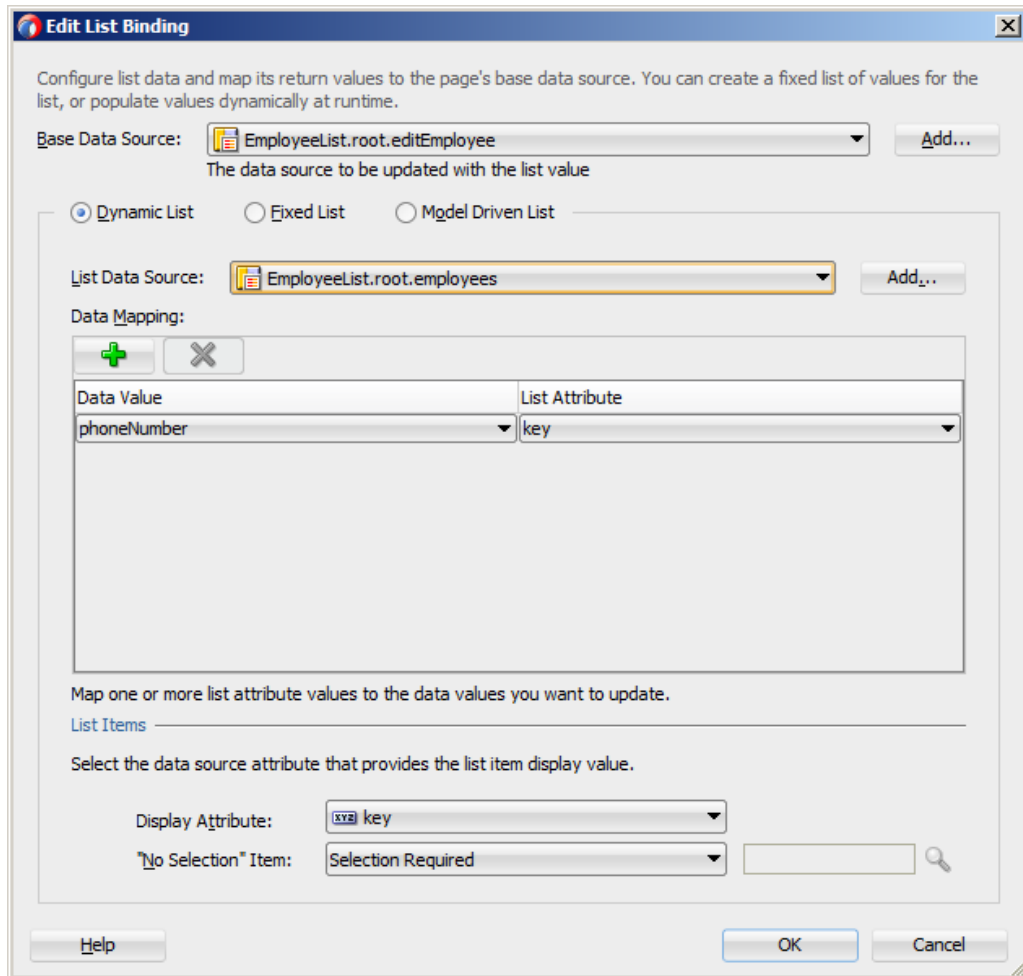 Edit List Binding
Configure list data and map its return values to the page's base data source. You can create a fixed list of values for the
list, or populate values dynamically at runtime.
Base Data Source: EmployeeList.root.editEmployee Add...
The data source to be updated with the list value
Dynamic List Fixed List Model Driven List
List Data Source: EmployeeList.root.employees Add...
Data Mapping:
Data Value List Attribute
phoneNumber key
Map one or more list attribute values to the data values you want to update.
List Items
Select the data source attribute that provides the list item display value.
Display Attribute: XYZ key
"No Selection" Item: Selection Required
Help OK Cancel